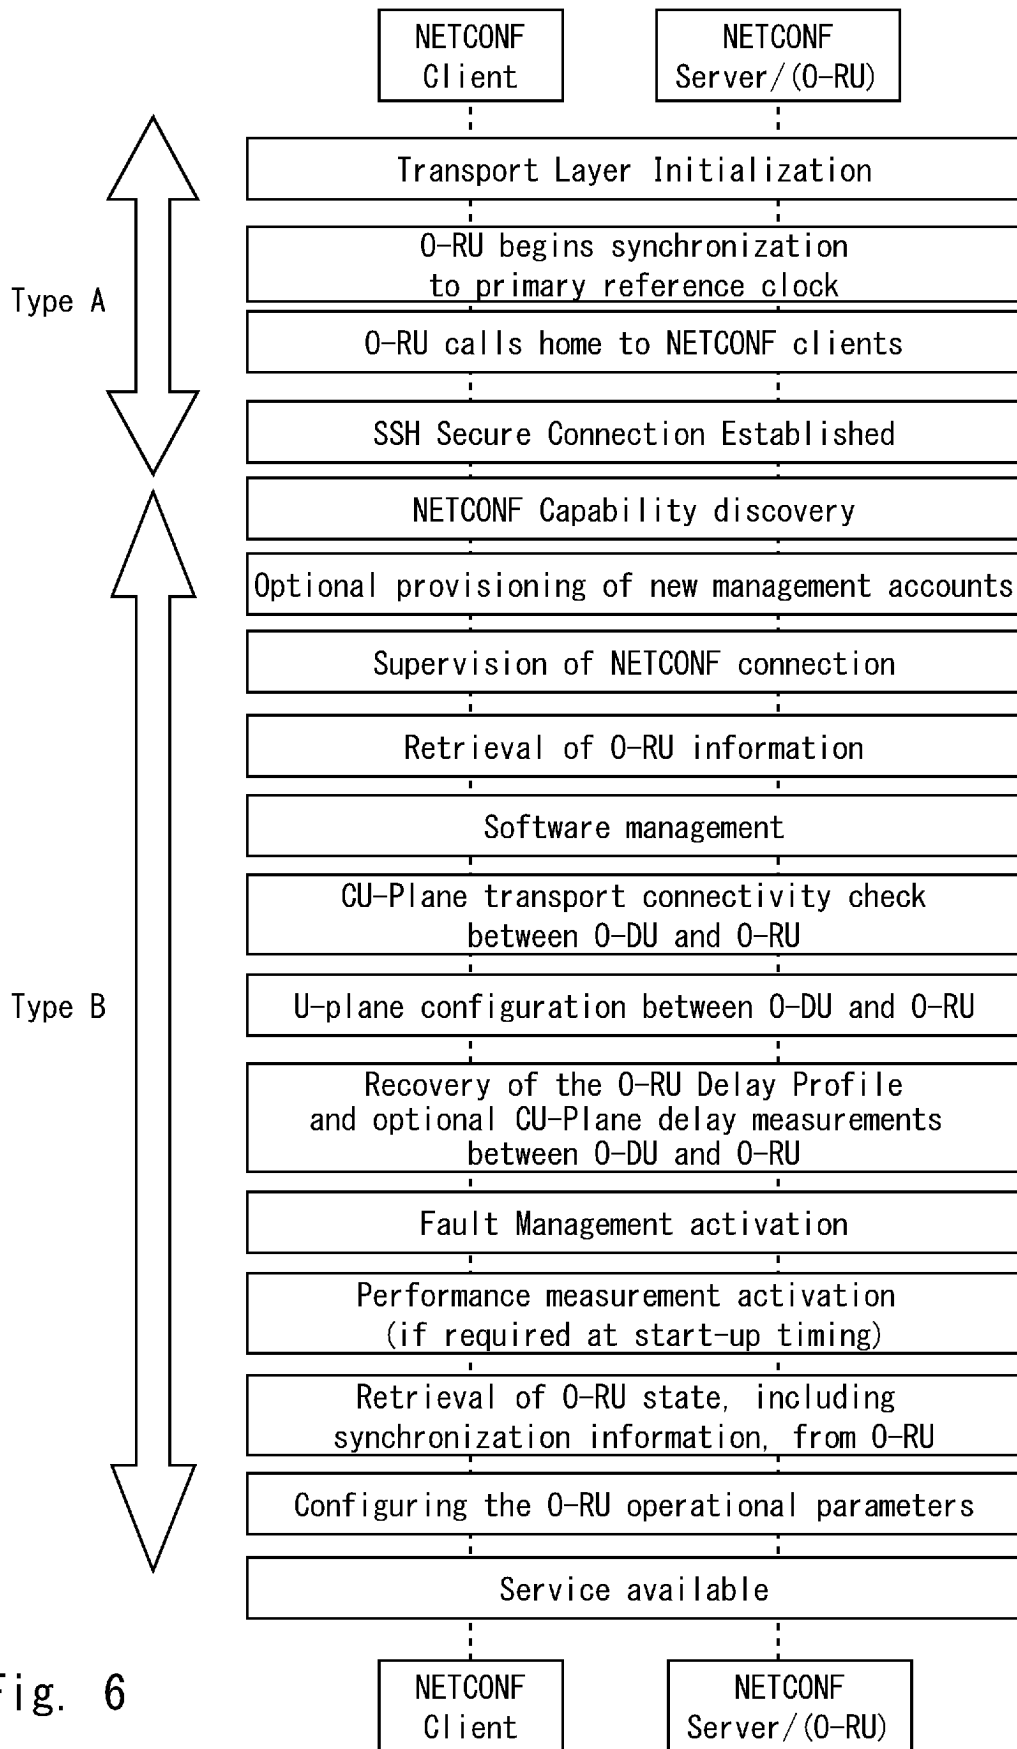 NETCONF
Client
NETCONF
Server/(O-RU)
Transport Layer Initialization
O-RU begins synchronization
to primary reference clock
Type A
O-RU calls home to NETCONF clients
SSH Secure Connection Established
NETCONF Capability discovery
Optional provisioning of new management accounts
Supervision of NETCONF connection
Retrieval of O-RU information
Software management
CU-Plane transport connectivity check
between O-DU and O-RU
Type B
U-plane configuration between O-DU and O-RU
Recovery of the O-RU Delay Profile
and optional CU-Plane delay measurements
between O-DU and O-RU
Fault Management activation
Performance measurement activation
(if required at start-up timing)
Retrieval of O-RU state, including
synchronization information, from O-RU
Configuring the O-RU operational parameters
Service available
Fig. 6
NETCONF
Client
NETCONF
Server/(O-RU)